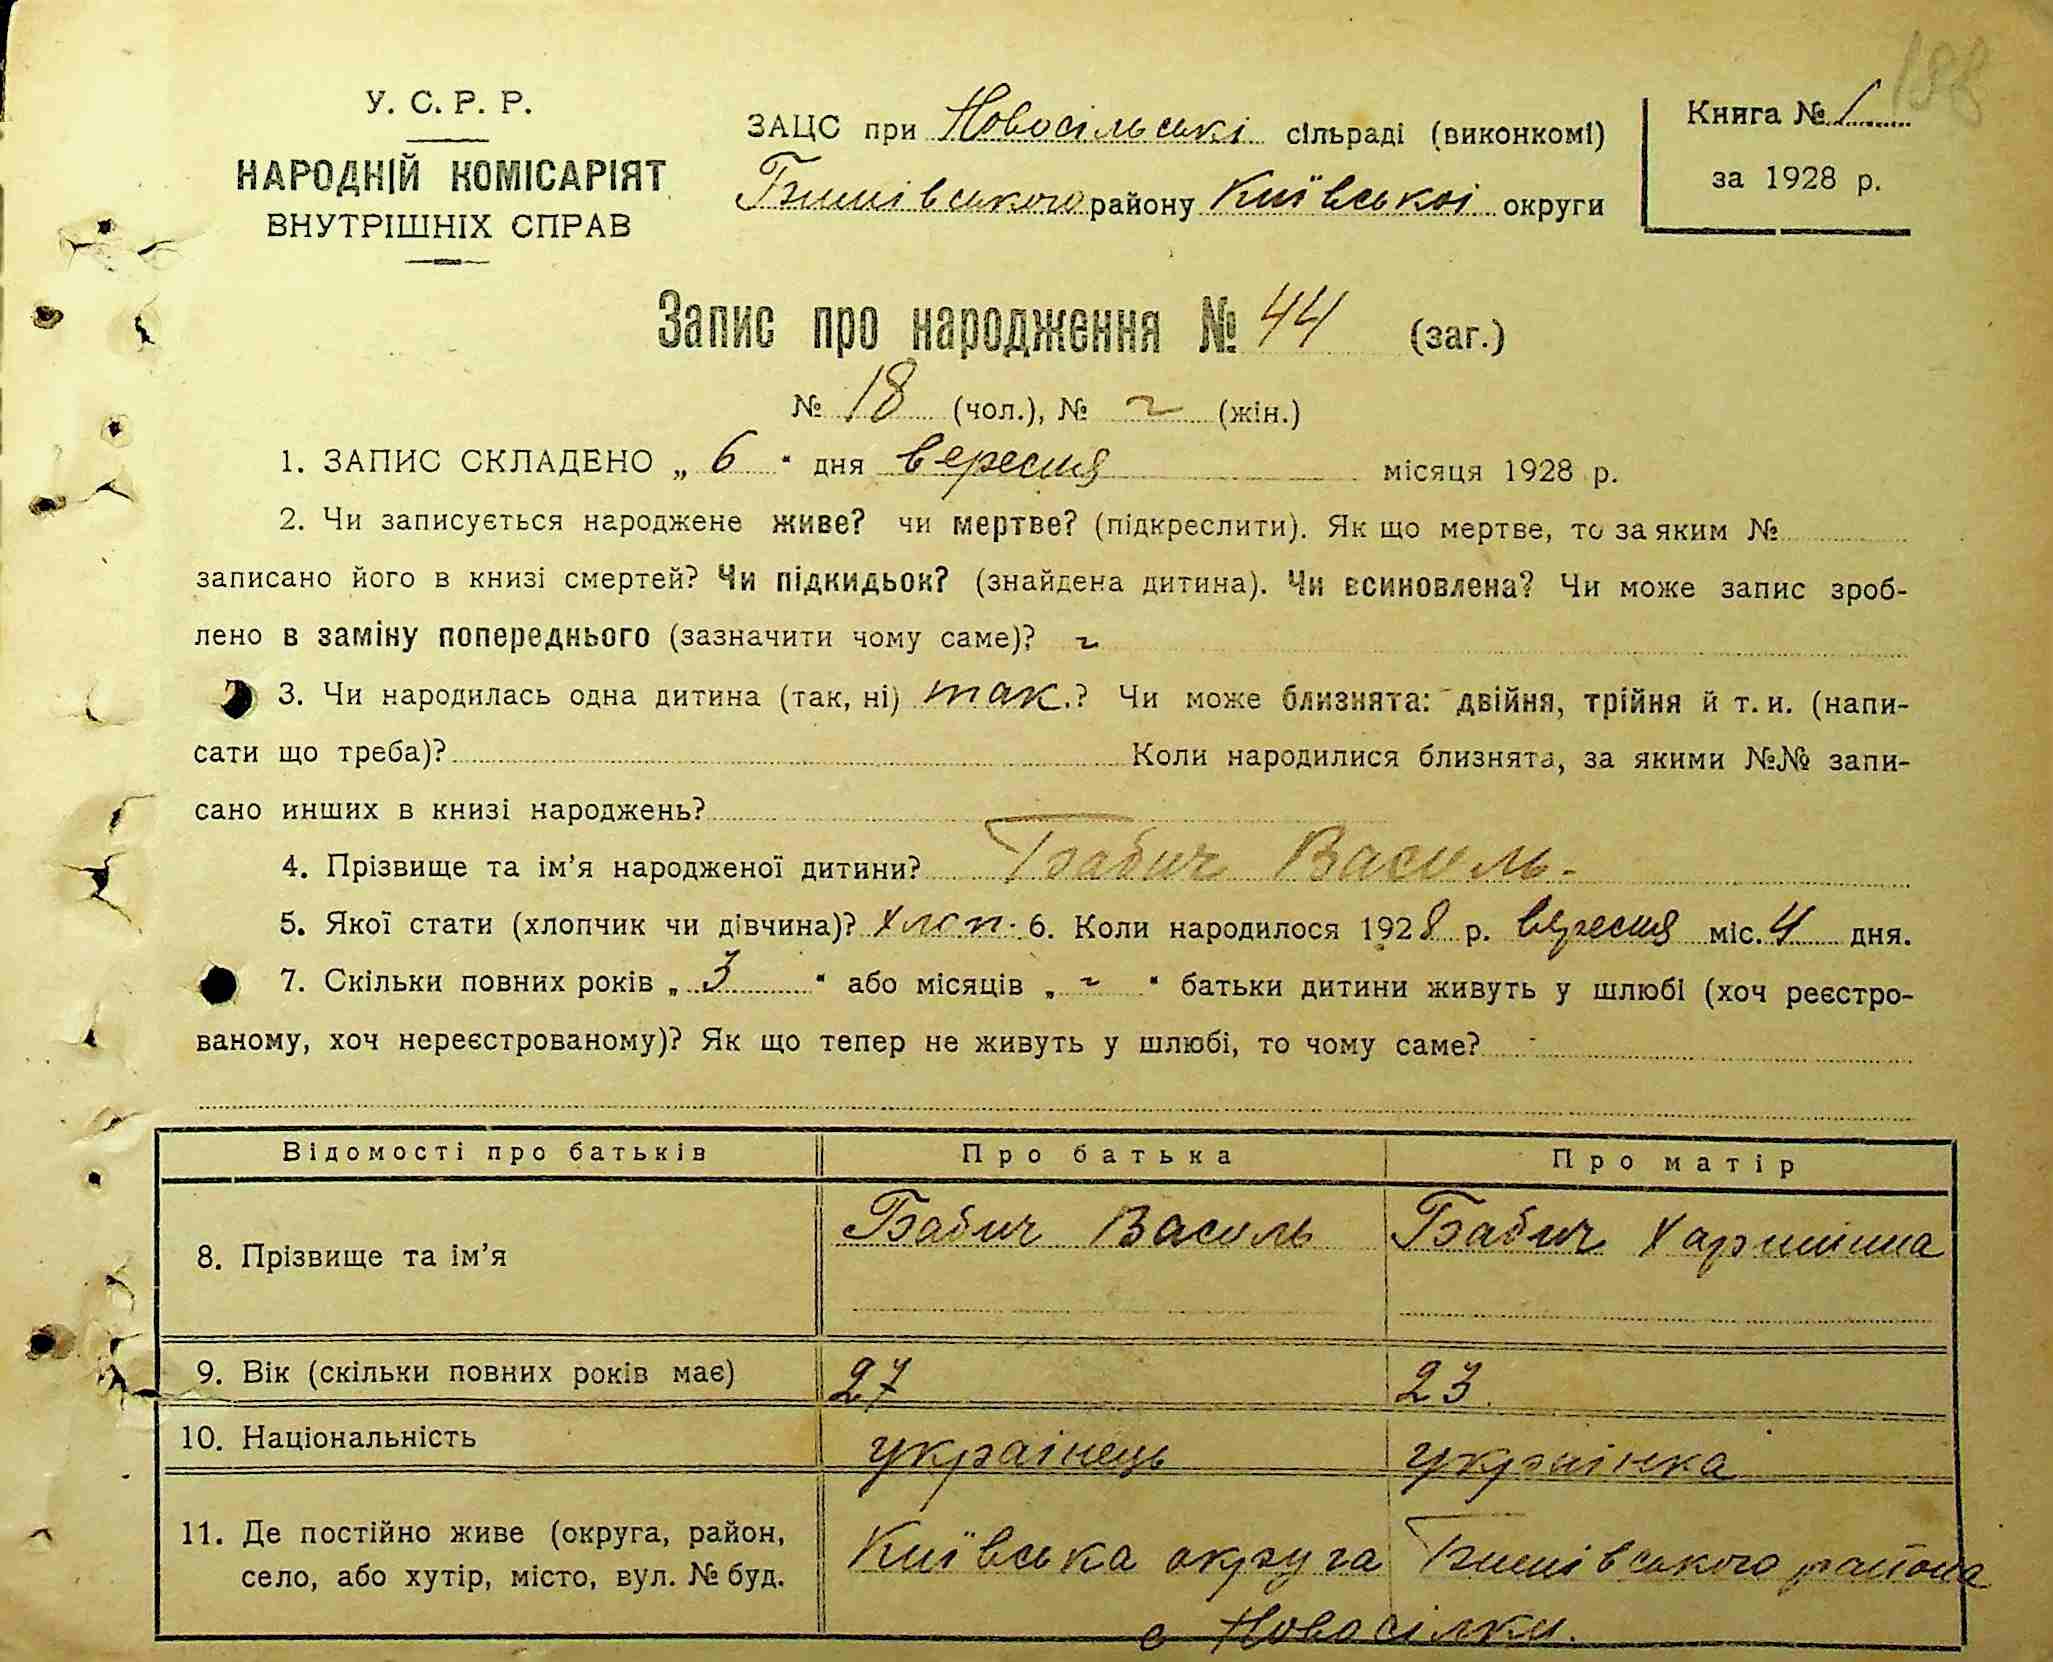 188
У. С. Р. Р.
НАРОДНІЙ КОМІСАРІЯТ
ВНУТРІШНІХ СПРАВ
ЗАЦС при Новосільські сільраді (виконкомі)
Бишівського району Київської округи
Книга № 1
за 1928 р.
Запис про народження № 44 (заг.)
№ 18 (чол.), № ~ (жін.)
1. ЗАПИС СКЛАДЕНО „ 6 “ дня вересня місяця 1928 р.
2. Чи записується народжене живе? чи мертве? (підкреслити). Як що мертве, то за яким №
записано його в книзі смертей? Чи підкидьок? (знайдена дитина). Чи всиновлена? Чи може запис зроб-
лено в заміну попереднього (зазначити чому саме)? ~
3. Чи народилась одна дитина (так, ні) так.? Чи може близнята: двійня, трійня й т. и. (напи-
сати що треба)? Коли народилися близнята, за якими №№ запи-
сано инших в книзі народжень?
4. Прізвище та ім’я народженої дитини? Бабич Василь.
5. Якої стати (хлопчик чи дівчина)? хлоп. 6. Коли народилося 1928 р. вересня міс. 4 дня.
7. Скільки повних років „ 3 “ або місяців „ ~ “ батьки дитини живуть у шлюбі (хоч реєстро-
ваному, хоч нереєстрованому)? Як що тепер не живуть у шлюбі, то чому саме? -
Відомості про батьків Про батька Про матір
8. Прізвище та ім’я Бабич Василь Бабич
9. Вік (скільки повних років має) 27 23
10. Національність українець українка
11. Де постійно живе (округа, район, Київська округа Бишівського района
село, або хутір, місто, вул. № буд. с Новосілки.